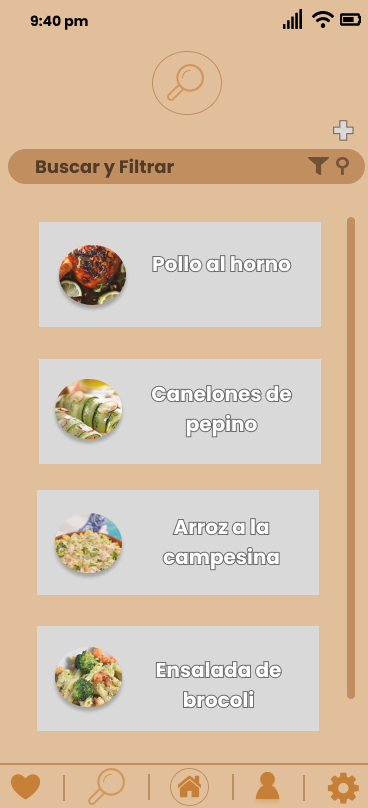 9:40 pm
Buscar y Filtrar
Pollo al horno
Canelones de
pepino
Arroz a la
campesina
Ensalada de
brocoli